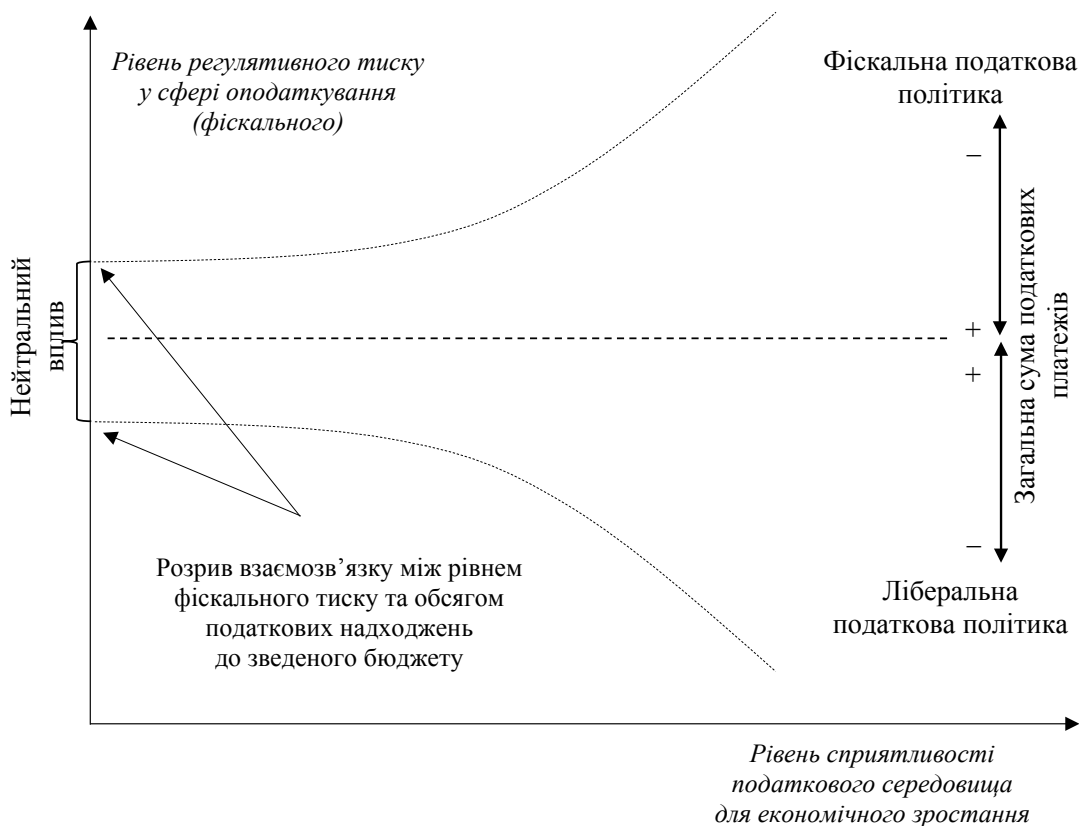 Рівень регулятивного тиску
у сфері оподаткування
(фіскального)
Фіскальна податкова
політика
–
Нейтральний
вплив
+
+
Загальна сума податкових
платежів
–
Розрив взаємозв’язку між рівнем
фіскального тиску та обсягом
податкових надходжень
до зведеного бюджету
Ліберальна
податкова політика
Рівень сприятливості
податкового середовища
для економічного зростання